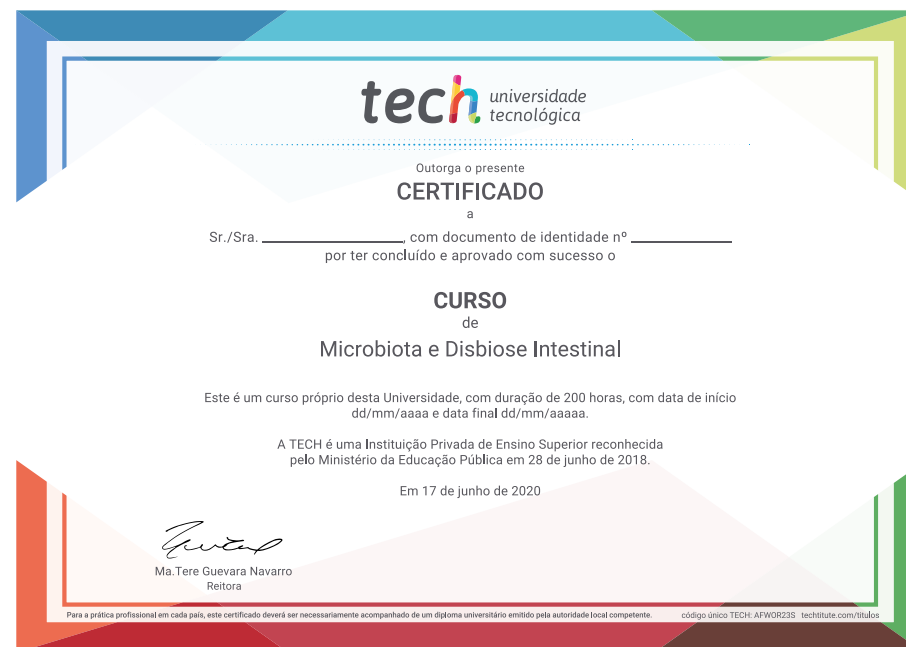 tech universidade
tecnológica
Outorga o presente
CERTIFICADO
a
Sr./Sra. ________________, com documento de identidade nº ____________
por ter concluído e aprovado com sucesso o
CURSO
de
Microbiota e Disbiose Intestinal
Este é um curso próprio desta Universidade, com duração de 200 horas, com data de início
dd/mm/aaaa e data final dd/mm/aaaaa.
A TECH é uma Instituição Privada de Ensino Superior reconhecida
pelo Ministério da Educação Pública em 28 de junho de 2018.
Em 17 de junho de 2020
Ma.Tere Guevara Navarro
Reitora
Para a prática profissional em cada país, este certificado deverá ser necessariamente acompanhado de um diploma universitário emitido pela autoridade local competente. código único TECH: AFWOR23S techtitute.com/titulos